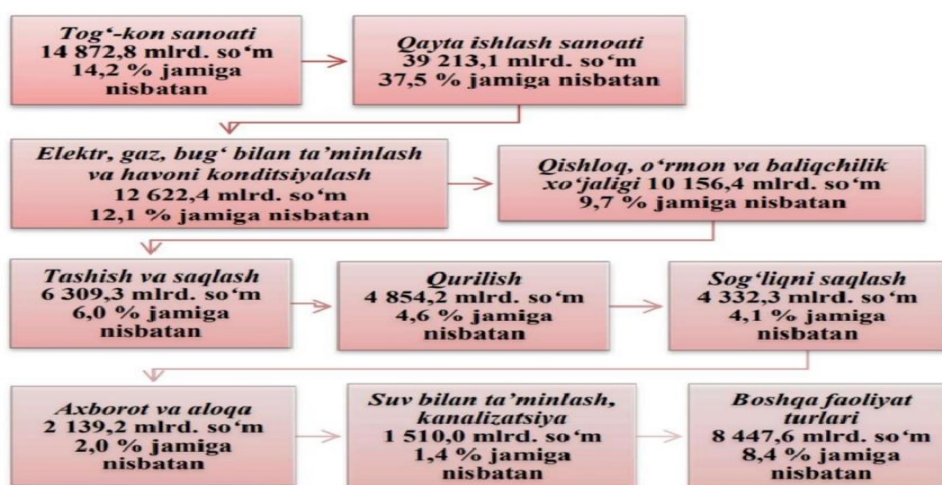 Tog‘-kon sanoati
14 872,8 mlrd. so‘m
14,2 % jamiga
nisbatan
Qayta ishlash sanoati
39 213,1 mlrd. so‘m
37,5 % jamiga
nisbatan
Elektr, gaz, bug‘ bilan ta’minlash
va havoni konditsiyalash
12 622,4 mlrd. so‘m
12,1 % jamiga nisbatan
Qishloq, o‘rmon va baliqchilik
xo‘jaligi 10 156,4 mlrd. so‘m
9,7 % jamiga nisbatan
Tashish va saqlash
6 309,3 mlrd. so‘m
6,0 % jamiga
nisbatan
Qurilish
4 854,2 mlrd. so‘m
4,6 % jamiga
nisbatan
Sog‘liqni saqlash
4 332,3 mlrd. so‘m
4,1 % jamiga
nisbatan
Axborot va aloqa
2 139,2 mlrd. so‘m
2,0 % jamiga
nisbatan
Suv bilan ta’minlash,
kanalizatsiya
1 510,0 mlrd. so‘m
1,4 % jamiga
nisbatan
Boshqa faoliyat
turlari
8 447,6 mlrd. so‘m
8,4 % jamiga
nisbatan